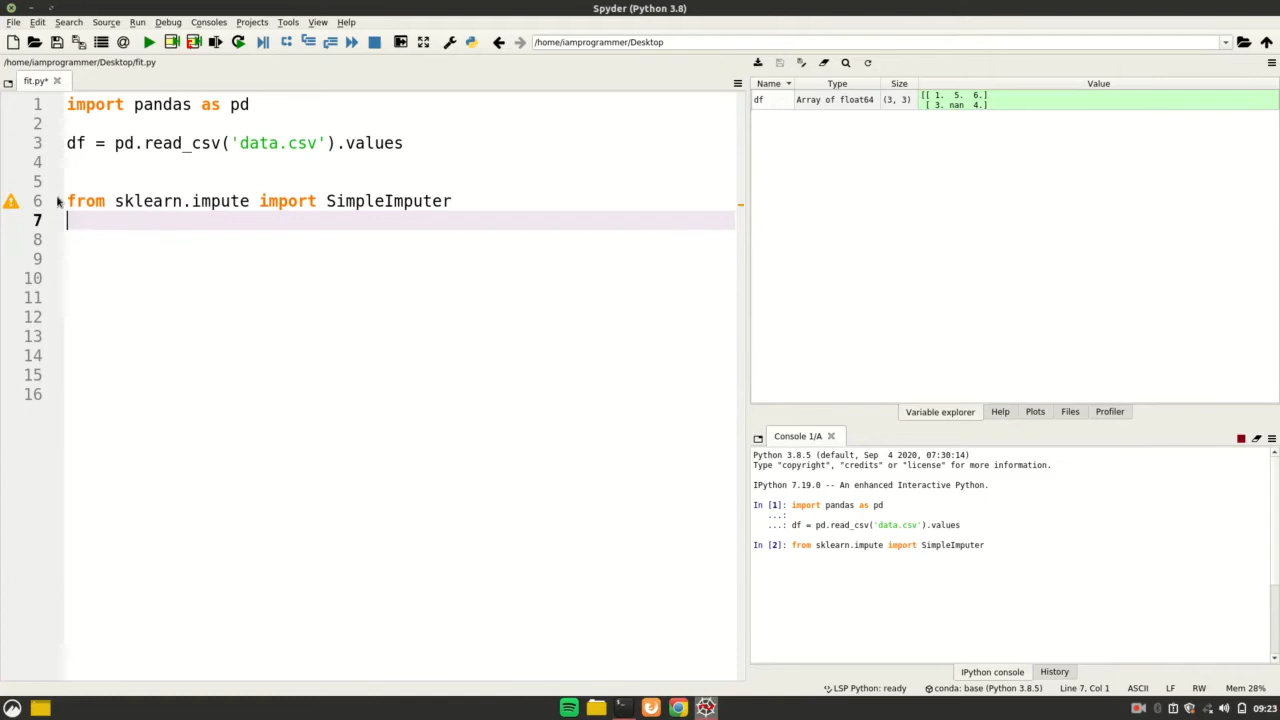 Spyder (Python 3.8)
File Edit Search Source Run Debug Consoles Projects Tools View Help
/home/iamprogrammer/Desktop
/home/iamprogrammer/Desktop/fit.py
fit.py*
1 import pandas as pd
2
3 df = pd.read_csv('data.csv').values
4
5
6 from sklearn.impute import SimpleImputer
7
8
9
10
11
12
13
14
15
16
Name Type Size Value
df Array of float64 (3, 3) [[ 1. 5. 6.]
[ 3. nan 4.]
Variable explorer Help Plots Files Profiler
Console 1/A
Python 3.8.5 (default, Sep 4 2020, 07:30:14)
Type "copyright", "credits" or "license" for more information.
IPython 7.19.0 -- An enhanced Interactive Python.
In [1]: import pandas as pd
...:
...: df = pd.read_csv('data.csv').values
In [2]: from sklearn.impute import SimpleImputer
IPython console History
LSP Python: ready conda: base (Python 3.8.5) Line 7, Col 1 ASCII LF RW Mem 28%
09:23